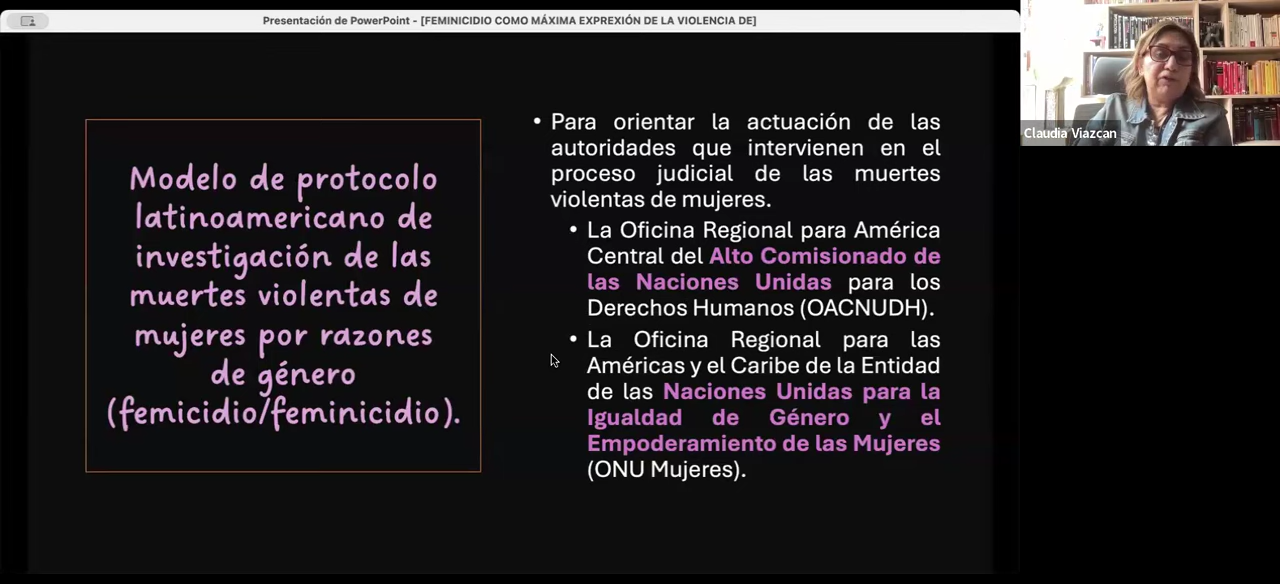 Presentación de PowerPoint - [FEMINICIDIO COMO MÁXIMA EXPREXIÓN DE LA VIOLENCIA DE]
Modelo de protocolo
latinoamericano de
investigación de las
muertes violentas de
mujeres por razones
de género
(femicidio/feminicidio).
• Para orientar la actuación de las
autoridades que intervienen en el
proceso judicial de las muertes
violentas de mujeres.
• La Oficina Regional para América
Central del Alto Comisionado de
las Naciones Unidas para los
Derechos Humanos (OACNUDH).
• La Oficina Regional para las
Américas y el Caribe de la Entidad
de las Naciones Unidas para la
Igualdad de Género y el
Empoderamiento de las Mujeres
(ONU Mujeres).
Claudia Viazcan